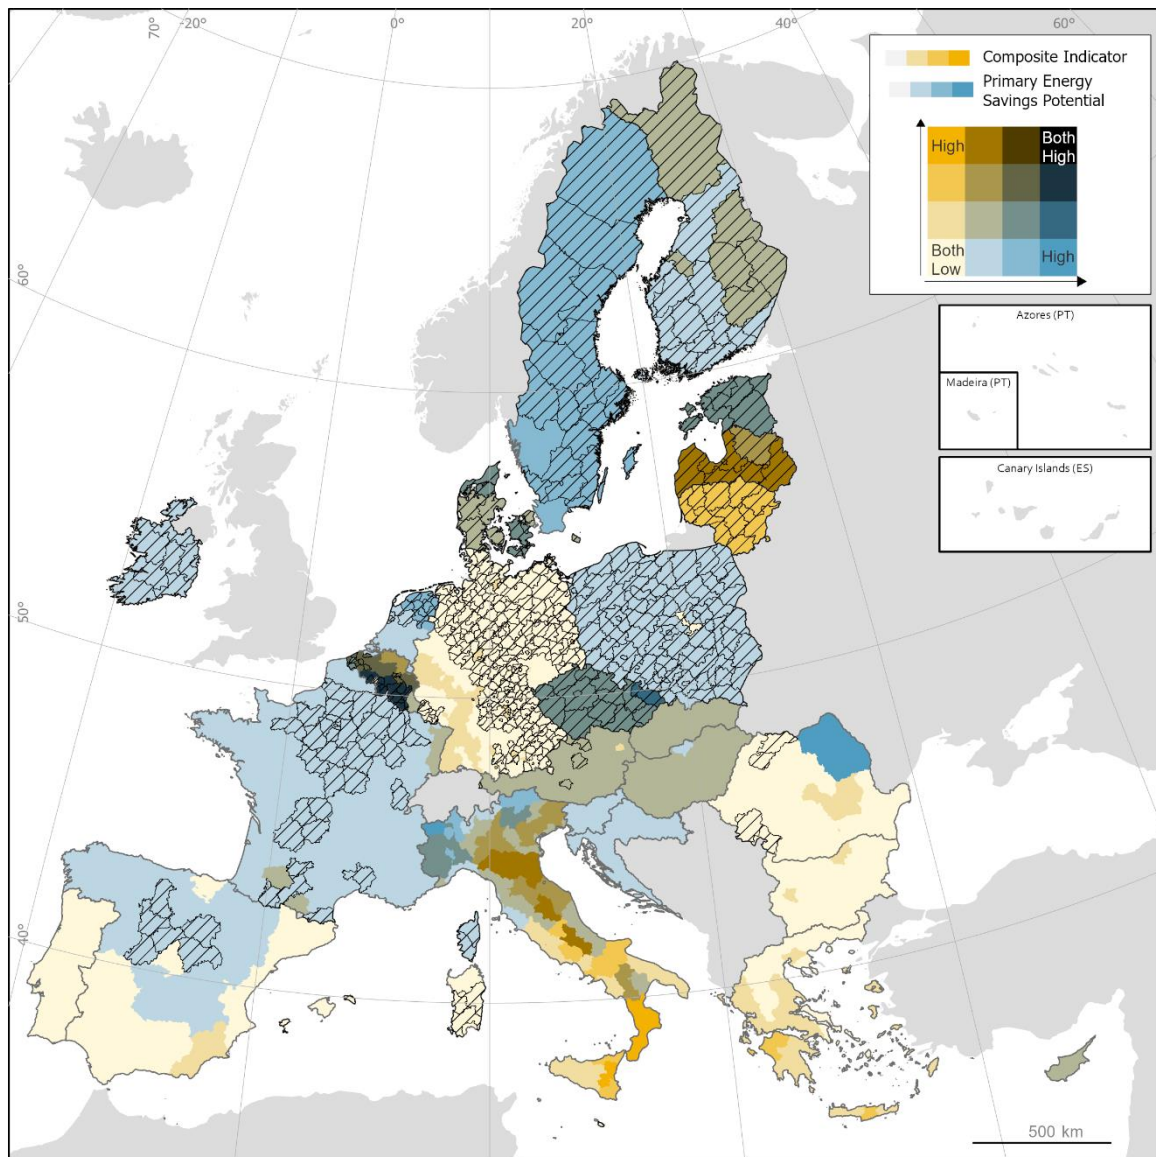 -20°
0°
20°
40°
60°
70°
60°
50°
40°
Composite Indicator
Primary Energy
Savings Potential
High
Both
High
Both
Low
High
Azores (PT)
Madeira (PT)
Canary Islands (ES)
500 km